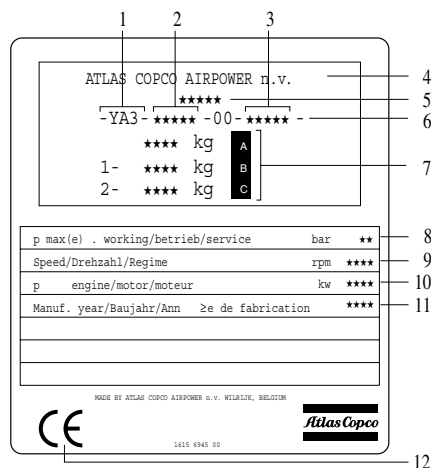 1 2 3
ATLAS COPCO AIRPOWER n.v. 4
***** 5
-YA3- ***** -00- ***** - 6
**** kg A
1- **** kg B 7
2- **** kg C
p max(e) . working/betrieb/service bar ** 8
Speed/Drehzahl/Regime rpm **** 9
p engine/motor/moteur kw **** 10
Manuf. year/Baujahr/Ann ≥e de fabrication **** 11
MADE BY ATLAS COPCO AIRPOWER n.v. WILRIJK, BELGIUM
CE Atlas Copco
1615 6945 00
12